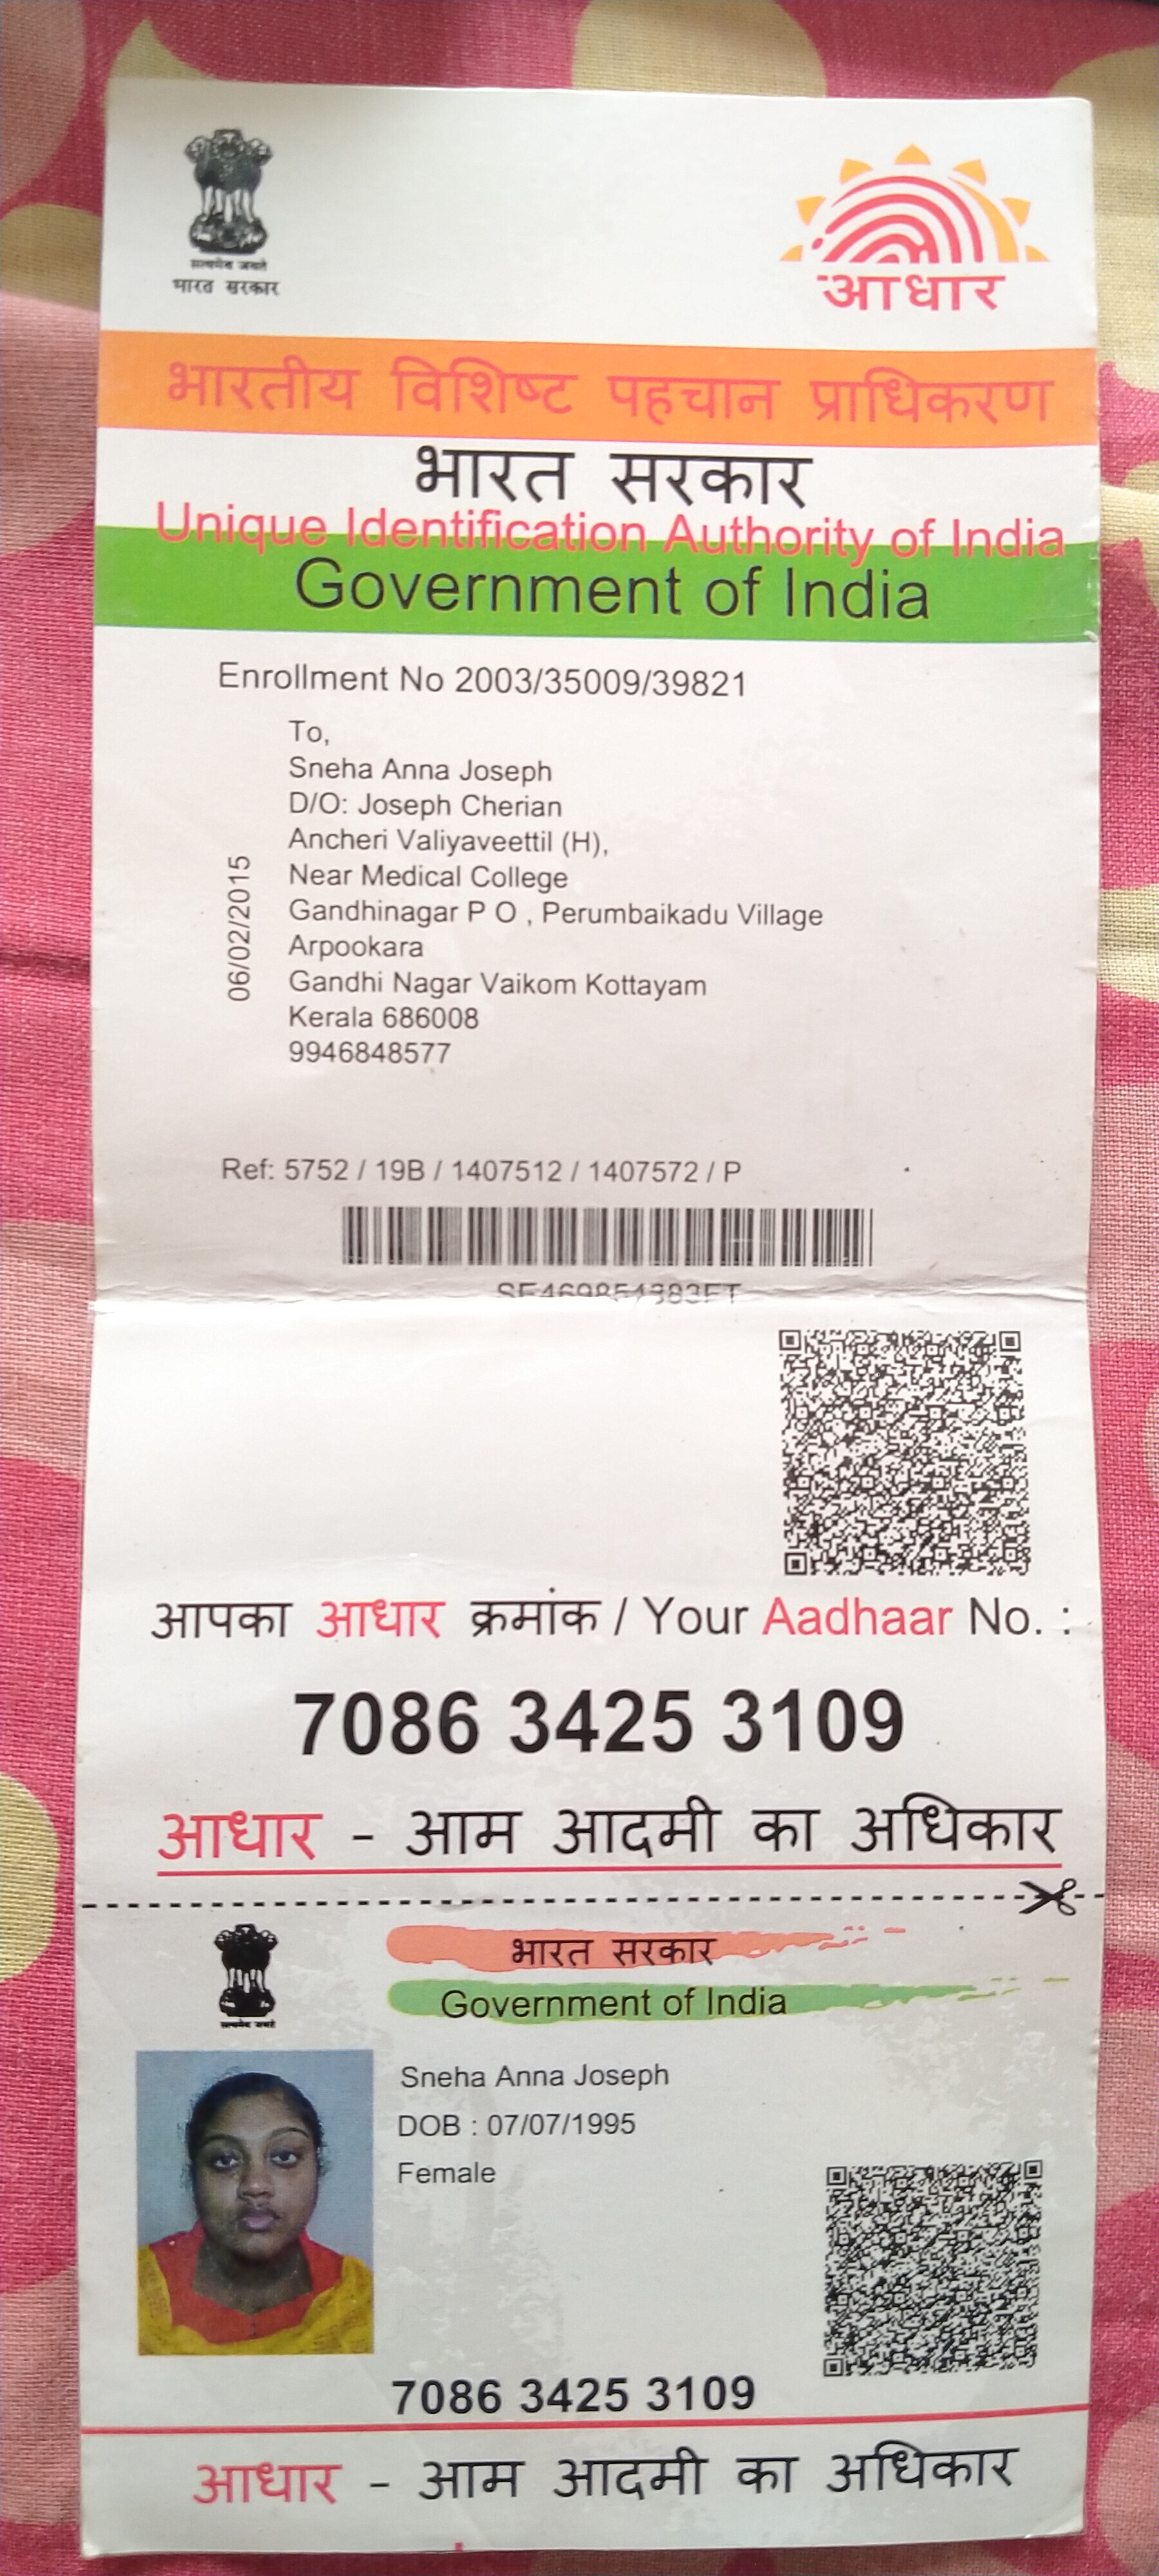 सत्यमेव जयते
भारत सरकार
आधार
भारतीय विशिष्ट पहचान प्राधिकरण
भारत सरकार
Unique Identification Authority of India
Government of India
Enrollment No 2003/35009/39821
To,
Sneha Anna Joseph
D/O: Joseph Cherian
Ancheri Valiyaveettil (H),
Near Medical College
Gandhinagar P O , Perumbaikadu Village
Arpookara
Gandhi Nagar Vaikom Kottayam
Kerala 686008
9946848577
06/02/2015
Ref: 5752 / 19B / 1407512 / 1407572 / P
आपका आधार क्रमांक / Your Aadhaar No. :
7086 3425 3109
आधार - आम आदमी का अधिकार
सत्यमेव जयते
भारत सरकार
Government of India
Sneha Anna Joseph
DOB : 07/07/1995
Female
7086 3425 3109
आधार - आम आदमी का अधिकार